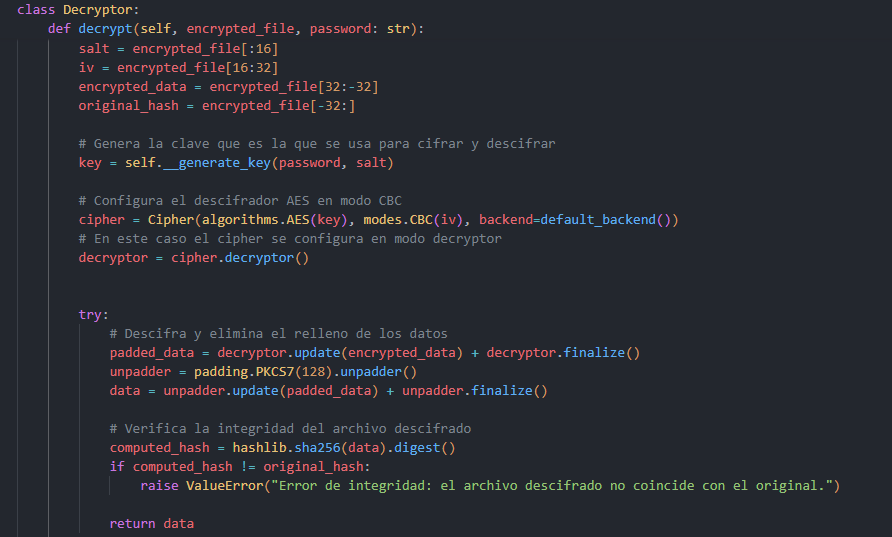 class Decryptor:
    def decrypt(self, encrypted_file, password: str):
        salt = encrypted_file[:16]
        iv = encrypted_file[16:32]
        encrypted_data = encrypted_file[32:-32]
        original_hash = encrypted_file[-32:]

        # Genera la clave que es la que se usa para cifrar y descifrar
        key = self.__generate_key(password, salt)

        # Configura el descifrador AES en modo CBC
        cipher = Cipher(algorithms.AES(key), modes.CBC(iv), backend=default_backend())
        # En este caso el cipher se configura en modo decryptor
        decryptor = cipher.decryptor()


        try:
            # Descifra y elimina el relleno de los datos
            padded_data = decryptor.update(encrypted_data) + decryptor.finalize()
            unpadder = padding.PKCS7(128).unpadder()
            data = unpadder.update(padded_data) + unpadder.finalize()

            # Verifica la integridad del archivo descifrado
            computed_hash = hashlib.sha256(data).digest()
            if computed_hash != original_hash:
                raise ValueError("Error de integridad: el archivo descifrado no coincide con el original.")

            return data